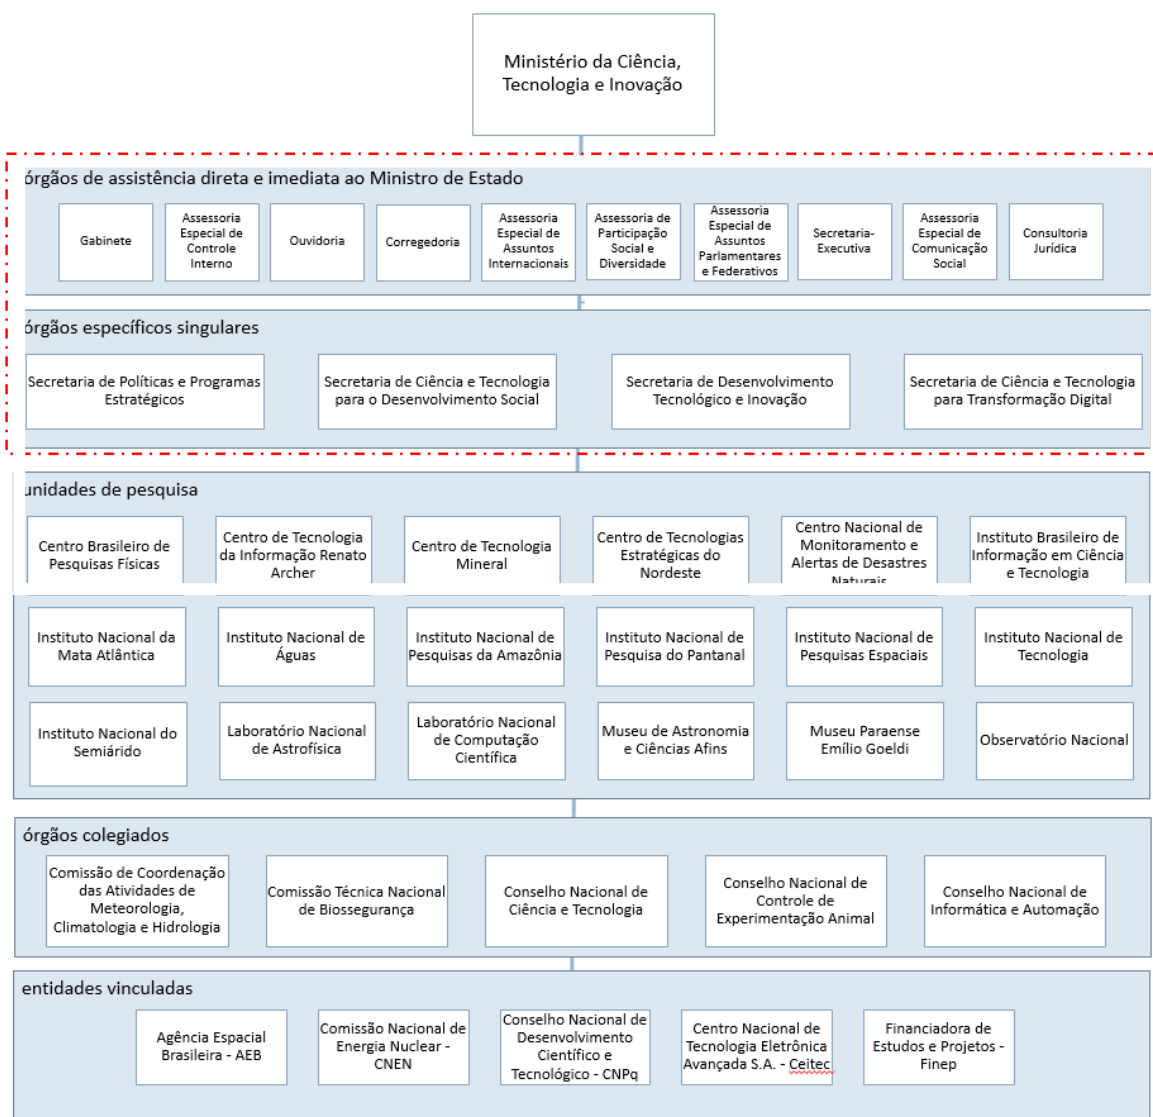 Ministério da Ciência,
Tecnologia e Inovação
órgãos de assistência direta e imediata ao Ministro de Estado
Gabinete
Assessoria
Especial de
Controle
Interno
Ouvidoria
Corregedoria
Assessoria
Especial de
Assuntos
Internacionais
Assessoria de
Participação
Social e
Diversidade
Assessoria
Especial de
Assuntos
Parlamentares
e Federativos
Secretaria-
Executiva
Assessoria
Especial de
Comunicação
Social
Consultoria
Jurídica
órgãos específicos singulares
Secretaria de Políticas e Programas
Estratégicos
Secretaria de Ciência e Tecnologia
para o Desenvolvimento Social
Secretaria de Desenvolvimento
Tecnológico e Inovação
Secretaria de Ciência e Tecnologia
para Transformação Digital
unidades de pesquisa
Centro Brasileiro de
Pesquisas Físicas
Centro de Tecnologia
da Informação Renato
Archer
Centro de Tecnologia
Mineral
Centro de Tecnologias
Estratégicas do
Nordeste
Centro Nacional de
Monitoramento e
Alertas de Desastres
Naturais
Instituto Brasileiro de
Informação em Ciência
e Tecnologia
Instituto Nacional da
Mata Atlântica
Instituto Nacional de
Águas
Instituto Nacional de
Pesquisas da Amazônia
Instituto Nacional de
Pesquisa do Pantanal
Instituto Nacional de
Pesquisas Espaciais
Instituto Nacional de
Tecnologia
Instituto Nacional do
Semiárido
Laboratório Nacional
de Astrofísica
Laboratório Nacional
de Computação
Científica
Museu de Astronomia
e Ciências Afins
Museu Paraense
Emílio Goeldi
Observatório Nacional
órgãos colegiados
Comissão de Coordenação
das Atividades de
Meteorologia,
Climatologia e Hidrologia
Comissão Técnica Nacional
de Biossegurança
Conselho Nacional de
Ciência e Tecnologia
Conselho Nacional de
Controle de
Experimentação Animal
Conselho Nacional de
Informática e Automação
entidades vinculadas
Agência Espacial
Brasileira - AEB
Comissão Nacional de
Energia Nuclear -
CNEN
Conselho Nacional de
Desenvolvimento
Científico e
Tecnológico - CNPq
Centro Nacional de
Tecnologia Eletrônica
Avançada S.A. - Ceitec
Financiadora de
Estudos e Projetos -
Finep